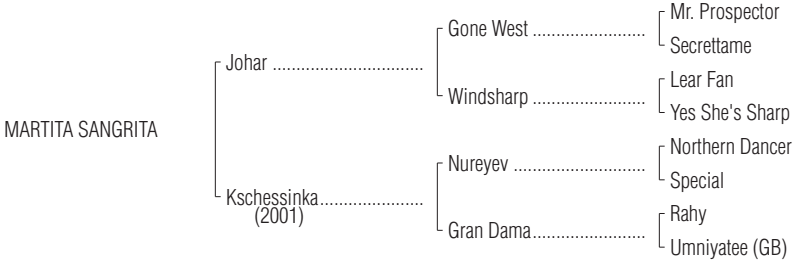 Mr. Prospector
Gone West ........................
Secrettame
Johar ................................
Lear Fan
Windsharp ........................
Yes She's Sharp
MARTITA SANGRITA
Northern Dancer
Nureyev ............................
Special
Kschessinka......................
(2001)
Rahy
Gran Dama........................
Umniyatee (GB)